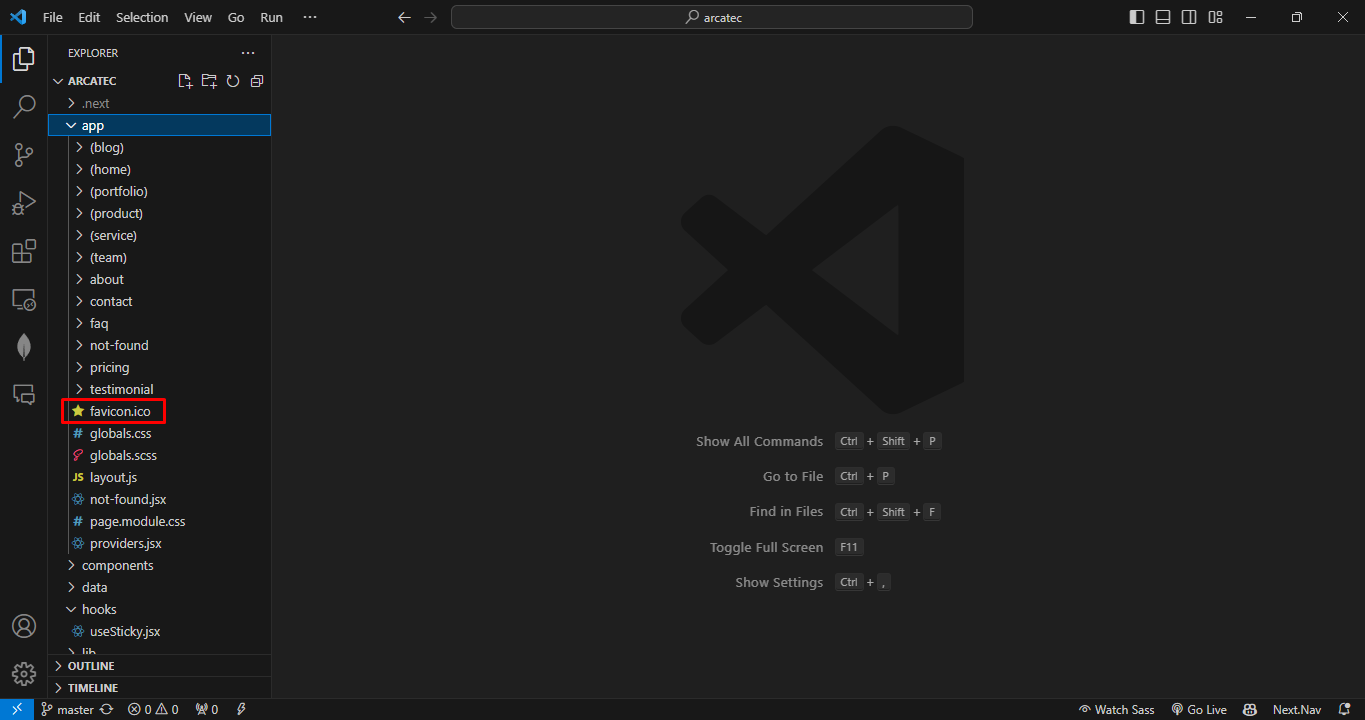 File Edit Selection View Go Run ···
arcatec
EXPLORER
ARCATEC
.next
app
(blog)
(home)
(portfolio)
(product)
(service)
(team)
about
contact
faq
not-found
pricing
testimonial
favicon.ico
# globals.css
globals.scss
JS layout.js
not-found.jsx
# page.module.css
providers.jsx
components
data
hooks
useSticky.jsx
lib
OUTLINE
TIMELINE
Show All Commands Ctrl + Shift + P
Go to File Ctrl + P
Find in Files Ctrl + Shift + F
Toggle Full Screen F11
Show Settings Ctrl + ,
master 0 0 0 Watch Sass Go Live Next.Nav